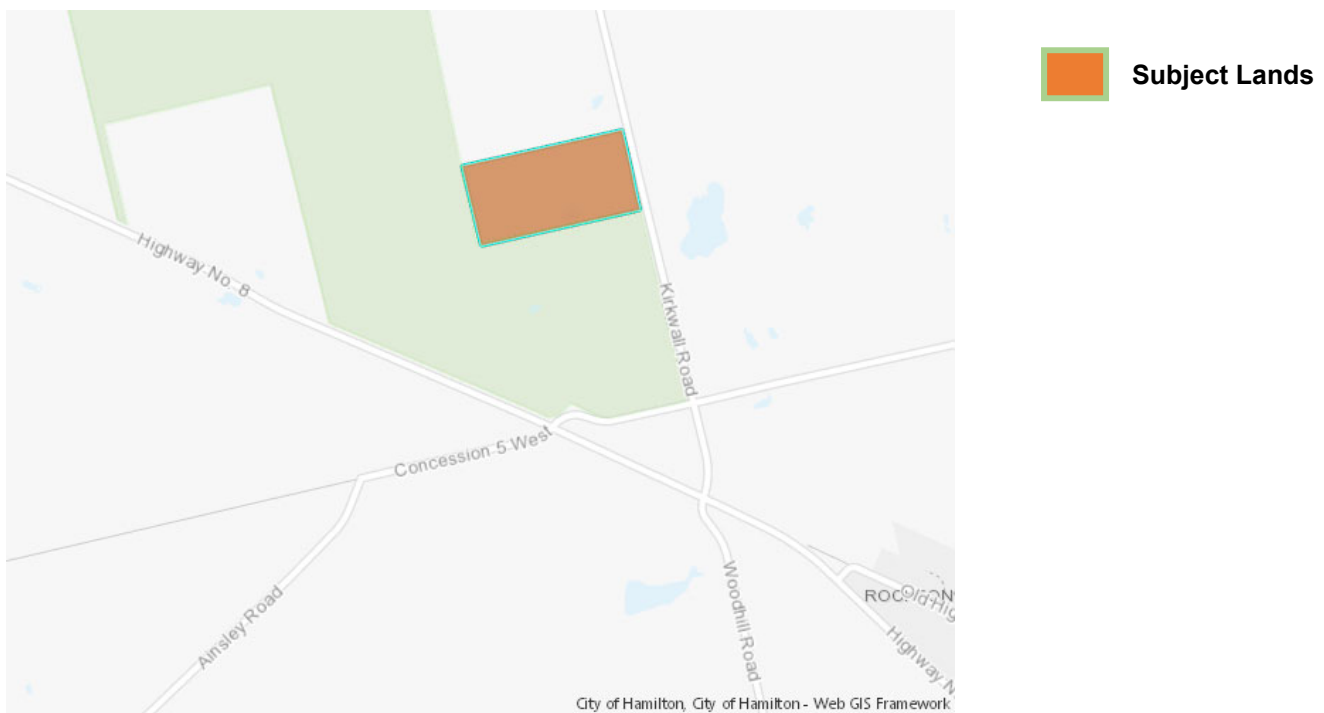 Subject Lands
Highway No. 8
Kirkwall Road
Concession 5 West
Ainsley Road
Woodhill Road
Highway N
City of Hamilton, City of Hamilton - Web GIS Framework